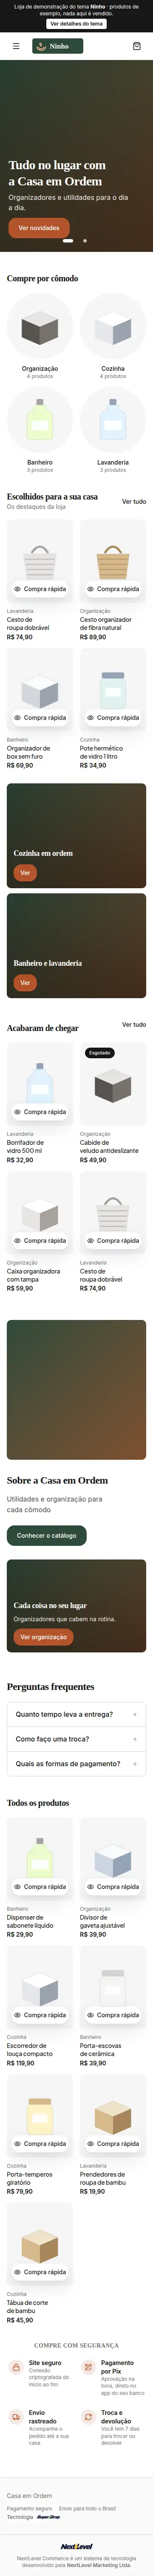 Loja de demonstração do tema Ninho · produtos de
exemplo, nada aqui é vendido.
Ver detalhes do tema
Ninho
Tudo no lugar com
a Casa em Ordem
Organizadores e utilidades para o dia
a dia.
Ver novidades
Compre por cômodo
Organização
4 produtos
Cozinha
4 produtos
Banheiro
3 produtos
Lavanderia
3 produtos
Escolhidos para a sua casa
Os destaques da loja
Ver tudo
Compra rápida
Lavanderia
Cesto de
roupa dobrável
R$ 74,90
Compra rápida
Organização
Cesto organizador
de fibra natural
R$ 89,90
Compra rápida
Banheiro
Organizador de
box sem furo
R$ 69,90
Compra rápida
Cozinha
Pote hermético
de vidro 1 litro
R$ 34,90
Cozinha em ordem
Ver
Banheiro e lavanderia
Ver
Acabaram de chegar
Ver tudo
Compra rápida
Lavanderia
Borrifador de
vidro 500 ml
R$ 32,90
Esgotado
Organização
Cabide de
veludo antideslizante
R$ 49,90
Compra rápida
Organização
Caixa organizadora
com tampa
R$ 59,90
Compra rápida
Lavanderia
Cesto de
roupa dobrável
R$ 74,90
Sobre a Casa em Ordem
Utilidades e organização para
cada cômodo
Conhecer o catálogo
Cada coisa no seu lugar
Organizadores que cabem na rotina.
Ver organização
Perguntas frequentes
Quanto tempo leva a entrega? +
Como faço uma troca? +
Quais as formas de pagamento? +
Todos os produtos
Compra rápida
Banheiro
Dispenser de
sabonete líquido
R$ 29,90
Compra rápida
Organização
Divisor de
gaveta ajustável
R$ 39,90
Compra rápida
Cozinha
Escorredor de
louça compacto
R$ 119,90
Compra rápida
Banheiro
Porta-escovas
de cerâmica
R$ 39,90
Compra rápida
Cozinha
Porta-temperos
giratório
R$ 79,90
Compra rápida
Lavanderia
Prendedores de
roupa de bambu
R$ 19,90
Compra rápida
Cozinha
Tábua de corte
de bambu
R$ 45,90
COMPRE COM SEGURANÇA
Site seguro
Conexão
criptografada do
início ao fim
Pagamento
por Pix
Aprovação na
hora, direto no
app do seu banco
Envio
rastreado
Acompanhe o
pedido até a sua
casa
Troca e
devolução
Você tem 7 dias
para trocar ou
devolver
Casa em Ordem
Pagamento seguro Envio para todo o Brasil
Tecnologia SuperDrop
NextLevel
NextLevel Commerce é um sistema de tecnologia
desenvolvido pela NextLevel Marketing Ltda.